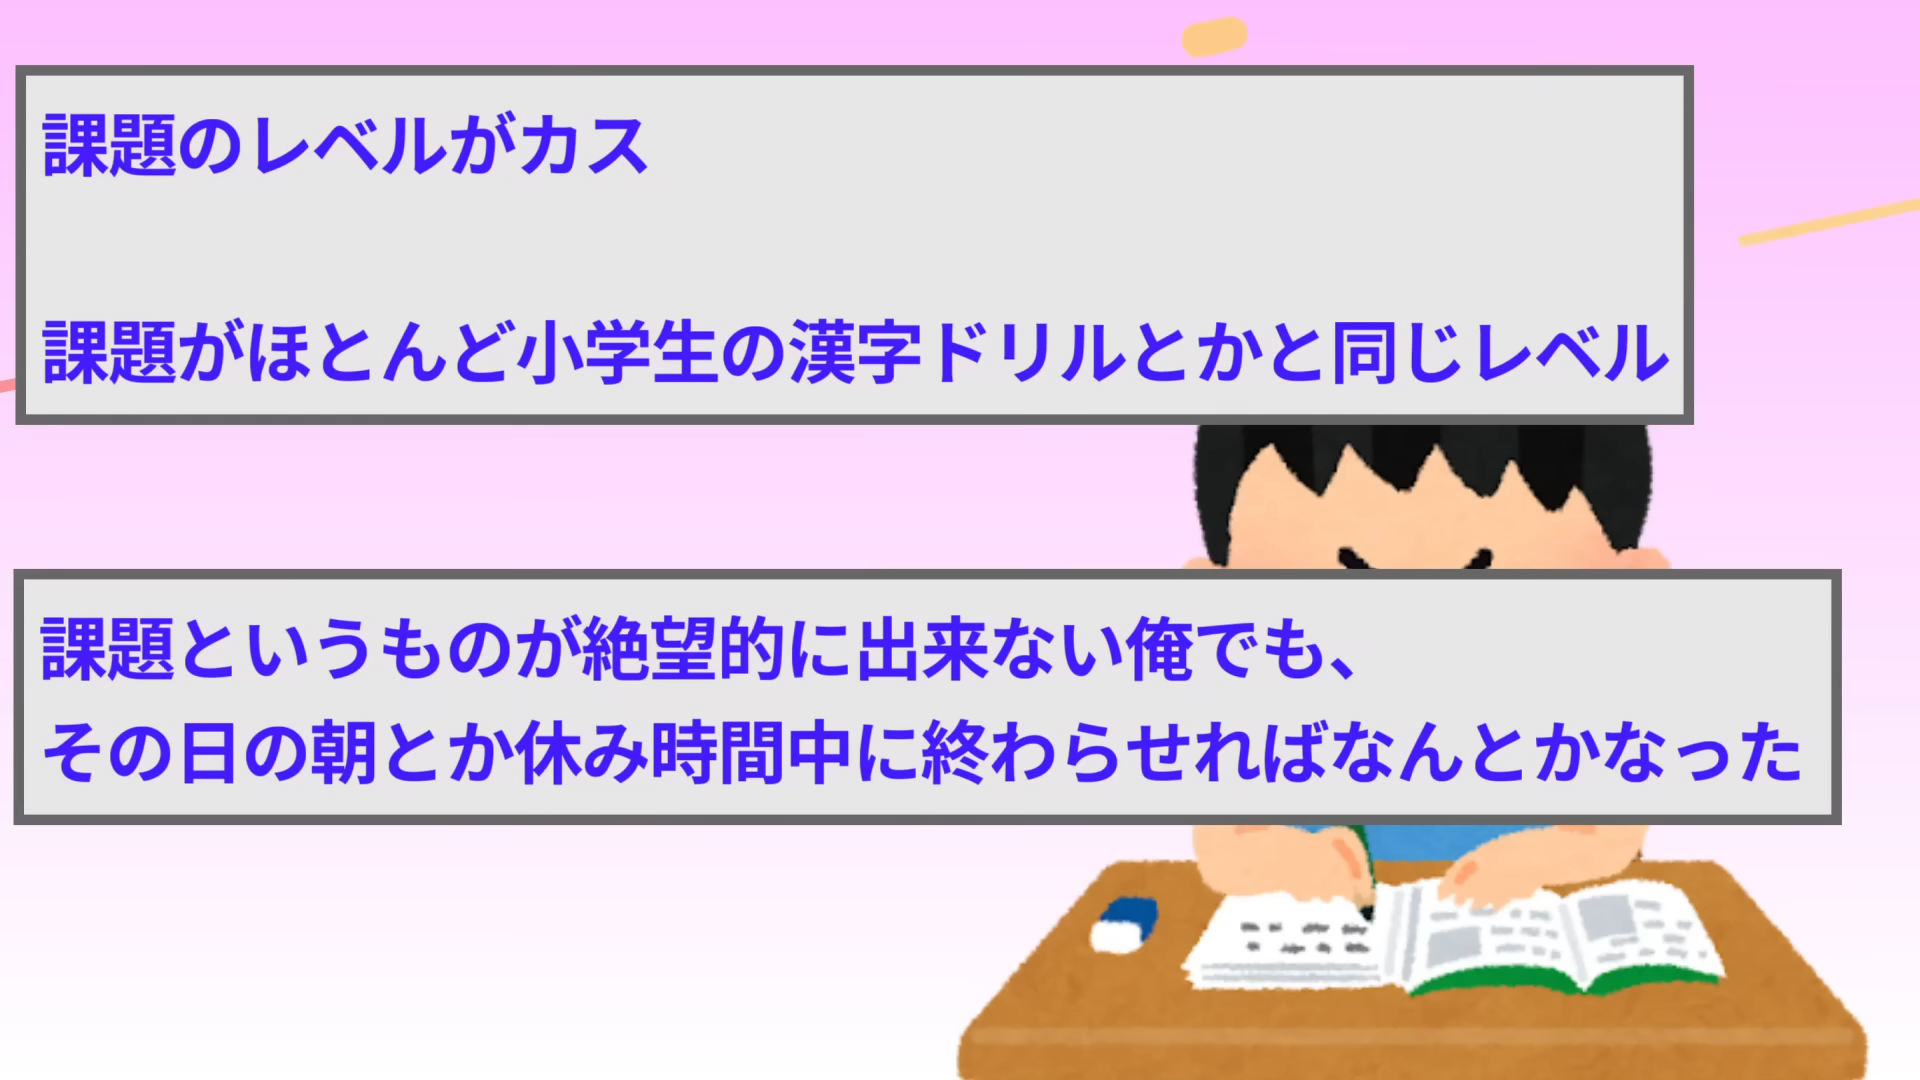 課題のレベルがカス
課題がほとんど小学生の漢字ドリルとかと同じレベル
課題というものが絶望的に出来ない俺でも、
その日の朝とか休み時間中に終わらせればなんとかなった